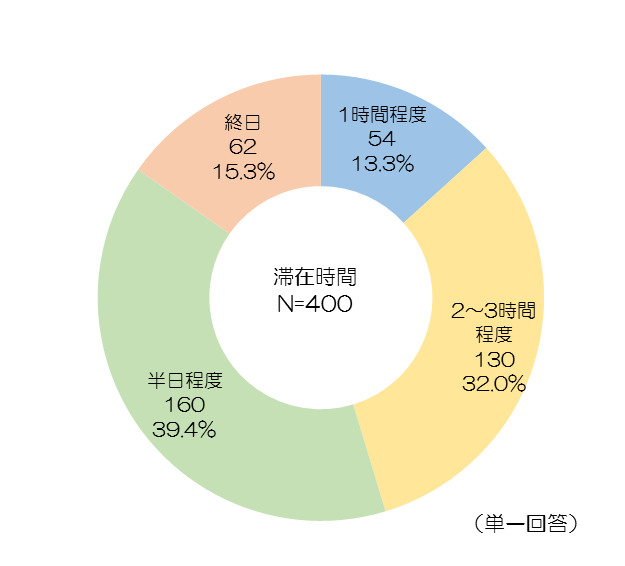 終日
62
15.3%
1時間程度
54
13.3%
滞在時間
N=400
2～3時間
程度
130
32.0%
半日程度
160
39.4%
（単一回答）